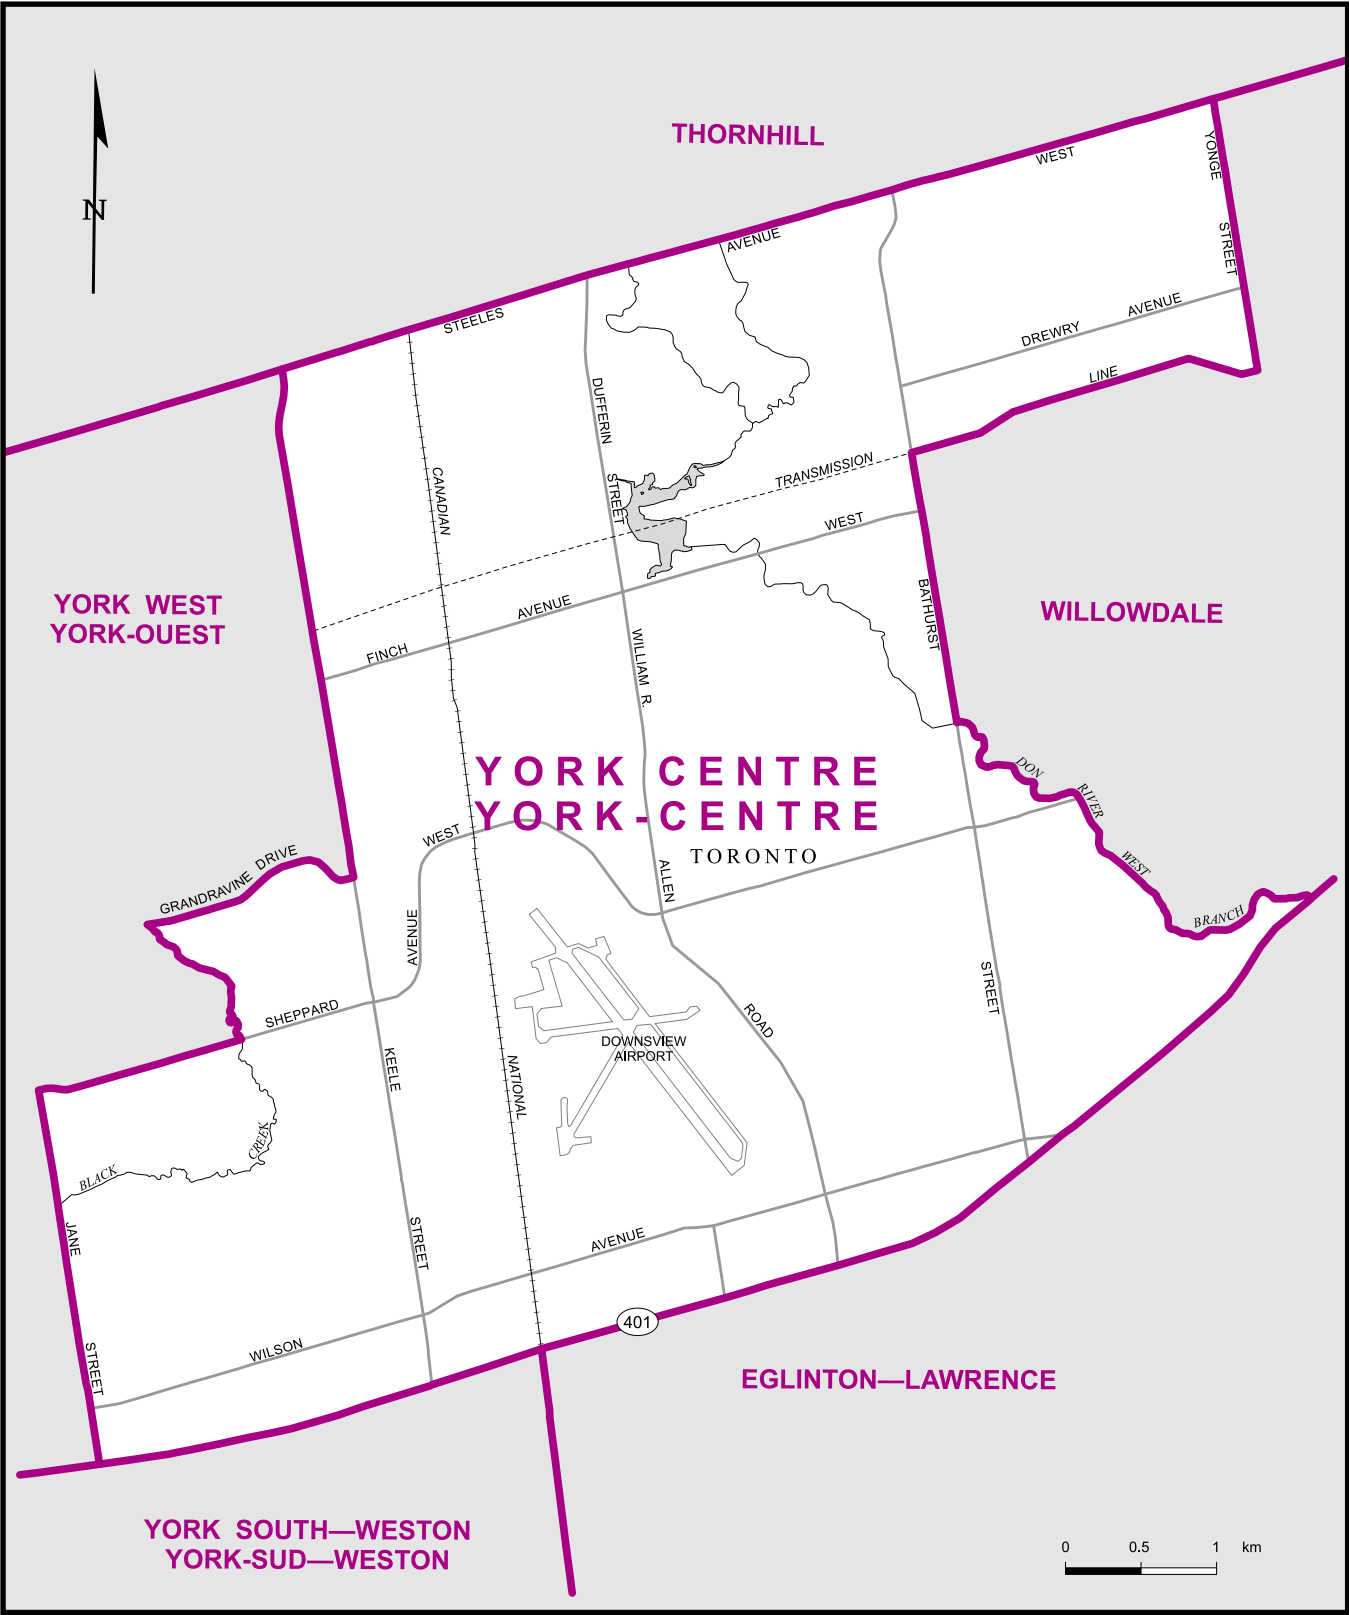 THORNHILL
N
STEELES
AVENUE
WEST
YONGE
STREET
DREWRY
AVENUE
LINE
TRANSMISSION
DUFFERIN
STREET
CANADIAN
WEST
AVENUE
FINCH
YORK WEST
YORK-OUEST
WILLOWDALE
BATHURST
WILLIAM R.
YORK CENTRE
YORK-CENTRE
TORONTO
WEST
DON
RIVER
WEST
BRANCH
GRANDRAVINE DRIVE
ALLEN
AVENUE
SHEPPARD
STREET
ROAD
DOWNSVIEW
AIRPORT
KEELE
NATIONAL
BLACK
CREEK
JANE
STREET
STREET
AVENUE
WILSON
401
EGLINTON—LAWRENCE
YORK SOUTH—WESTON
YORK-SUD—WESTON
0 0.5 1 km